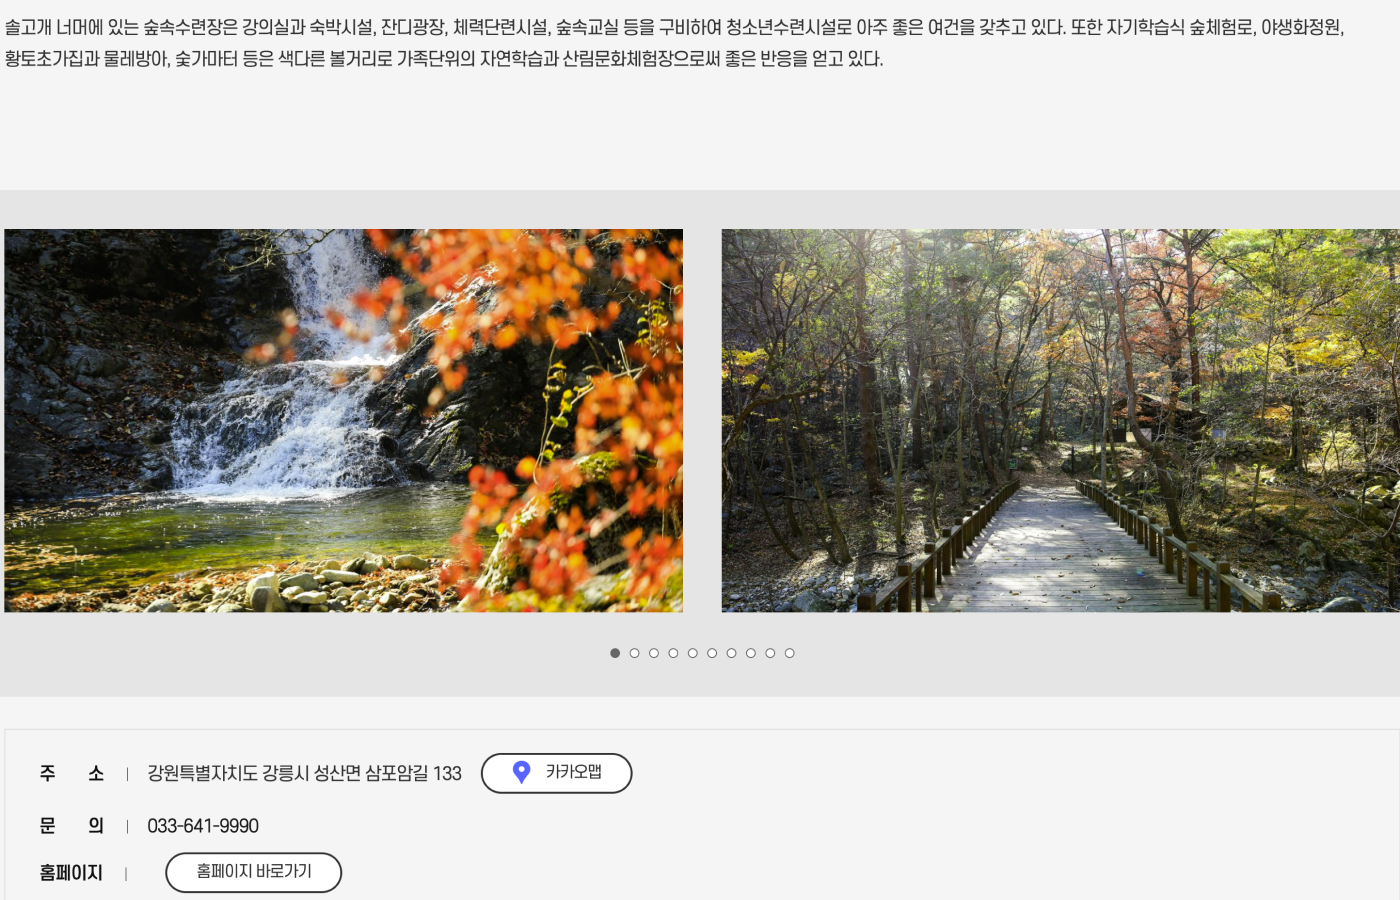 솔고개 너머에 있는 숲속수련장은 강의실과 숙박시설, 잔디광장, 체력단련시설, 숲속교실 등을 구비하여 청소년수련시설로 아주 좋은 여건을 갖추고 있다. 또한 자기학습식 숲체험로, 야생화정원,
황토초가집과 물레방아, 숯가마터 등은 색다른 볼거리로 가족단위의 자연학습과 산림문화체험장으로써 좋은 반응을 얻고 있다.
주 소 | 강원특별자치도 강릉시 성산면 삼포암길 133 카카오맵
문 의 | 033-641-9990
홈페이지 | 홈페이지 바로가기